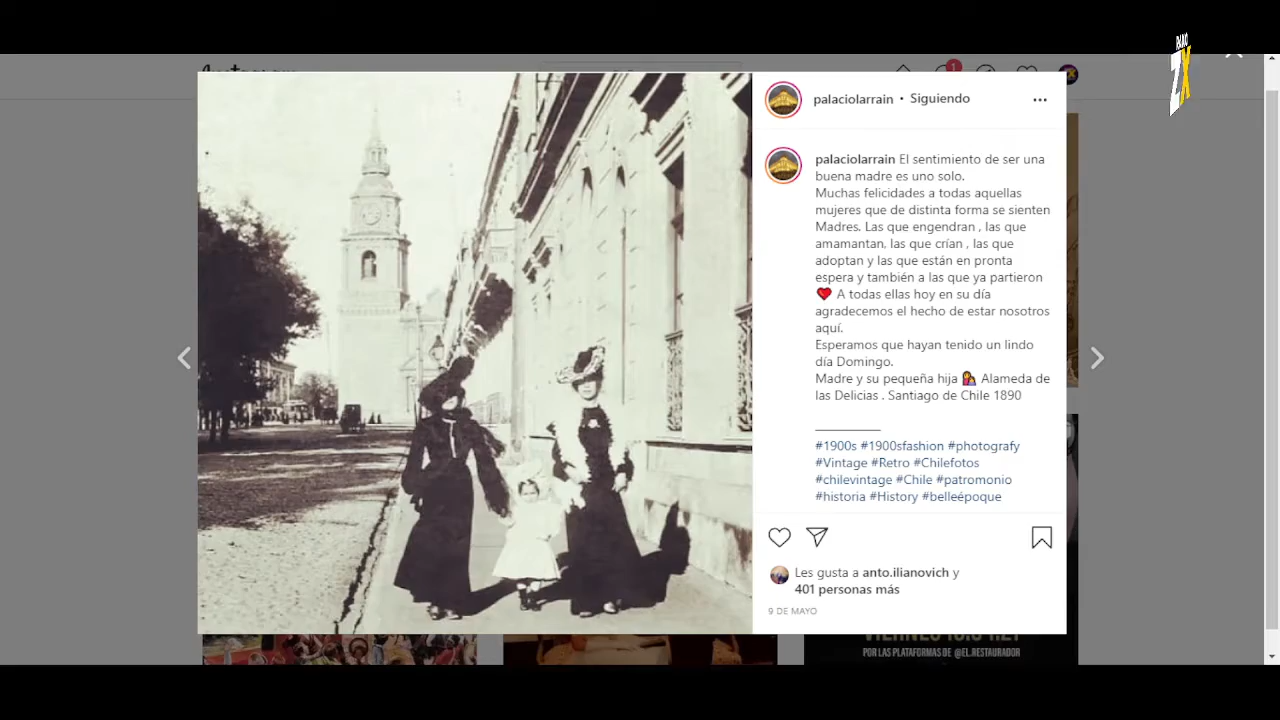 BLOKO
ZX
1
palaciolarrain • Siguiendo
palaciolarrain El sentimiento de ser una
buena madre es uno solo.
Muchas felicidades a todas aquellas
mujeres que de distinta forma se sienten
Madres. Las que engendran , las que
amamantan, las que crían , las que
adoptan y las que están en pronta
espera y también a las que ya partieron
❤️ A todas ellas hoy en su día
agradecemos el hecho de estar nosotros
aquí.
Esperamos que hayan tenido un lindo
día Domingo.
Madre y su pequeña hija 👩‍👧 Alameda de
las Delicias . Santiago de Chile 1890
___________
#1900s #1900sfashion #photografy
#Vintage #Retro #Chilefotos
#chilevintage #Chile #patromonio
#historia #History #belleépoque
Les gusta a anto.ilianovich y
401 personas más
9 DE MAYO
POR LAS PLATAFORMAS DE @EL.RESTAURADOR